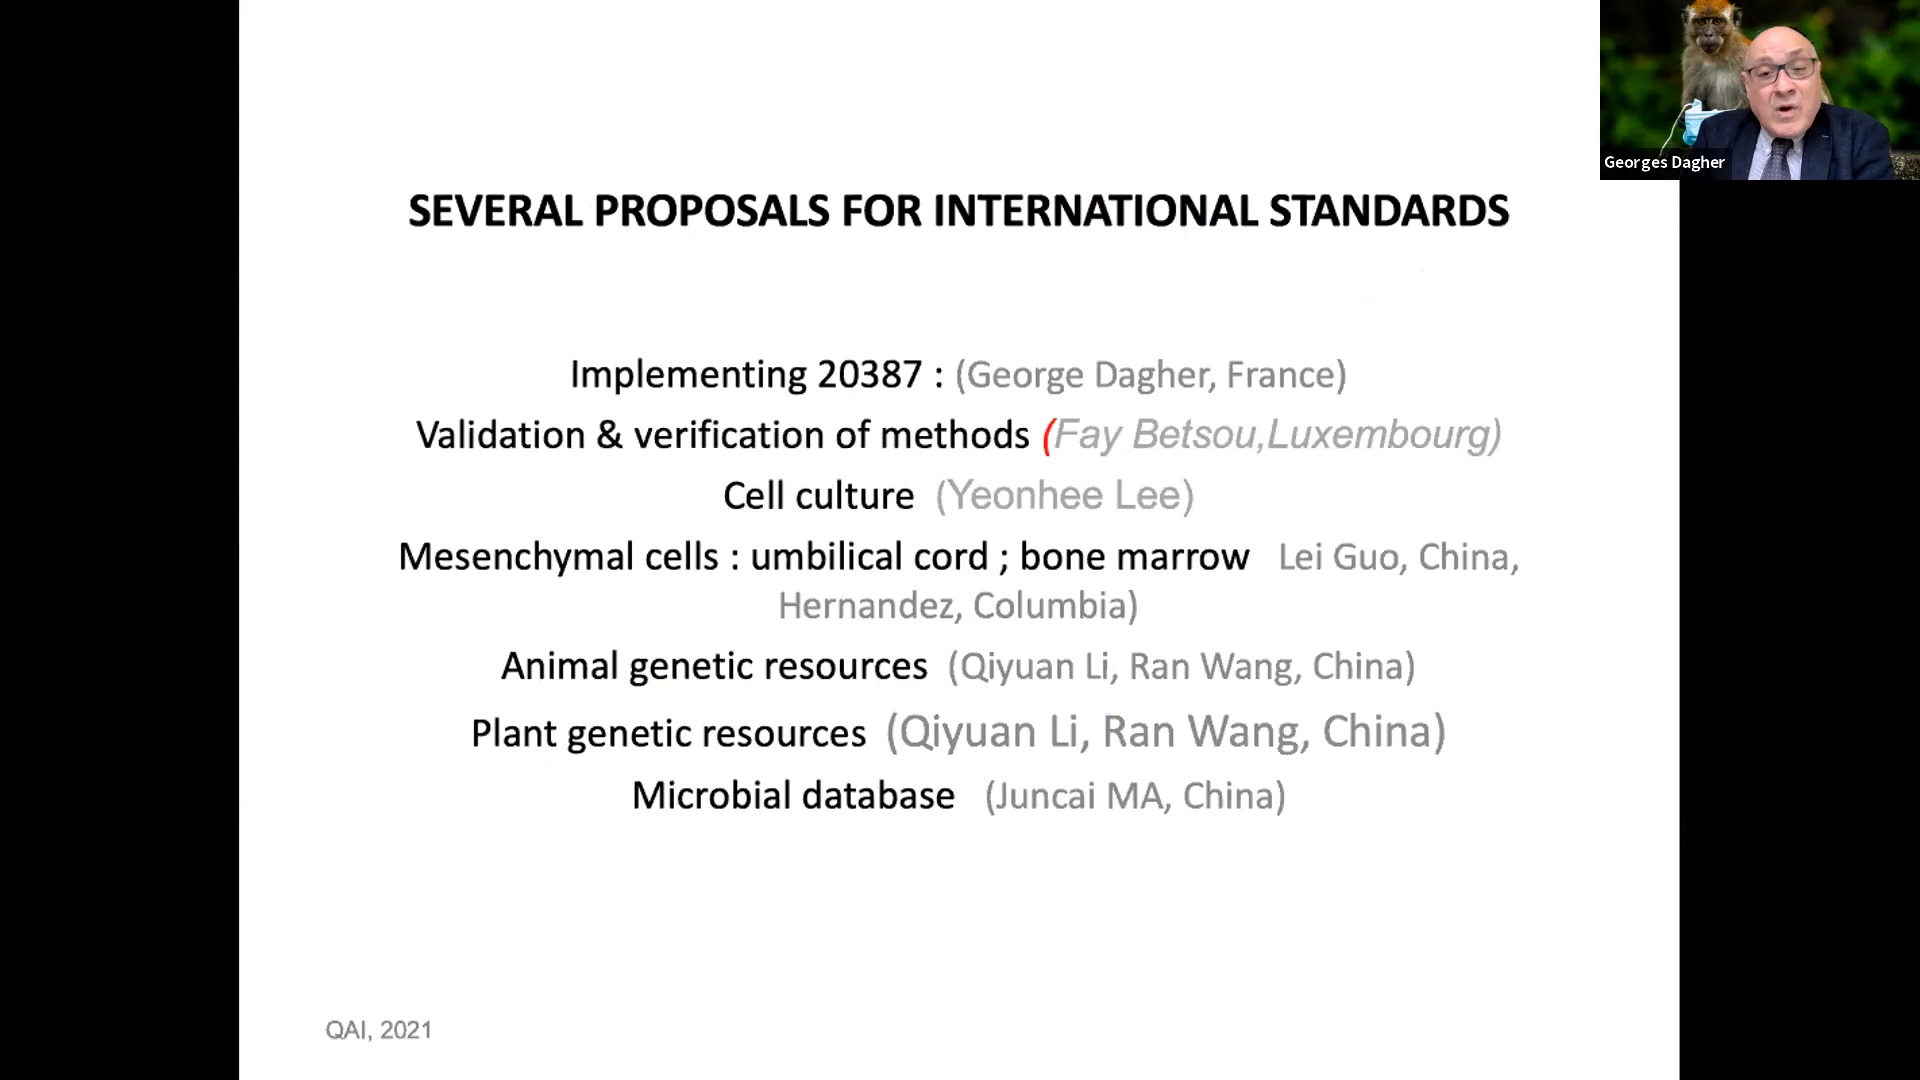 Georges Dagher
SEVERAL PROPOSALS FOR INTERNATIONAL STANDARDS
Implementing 20387 : (George Dagher, France)
Validation & verification of methods (Fay Betsou,Luxembourg)
Cell culture (Yeonhee Lee)
Mesenchymal cells : umbilical cord ; bone marrow Lei Guo, China,
Hernandez, Columbia)
Animal genetic resources (Qiyuan Li, Ran Wang, China)
Plant genetic resources (Qiyuan Li, Ran Wang, China)
Microbial database (Juncai MA, China)
QAI, 2021